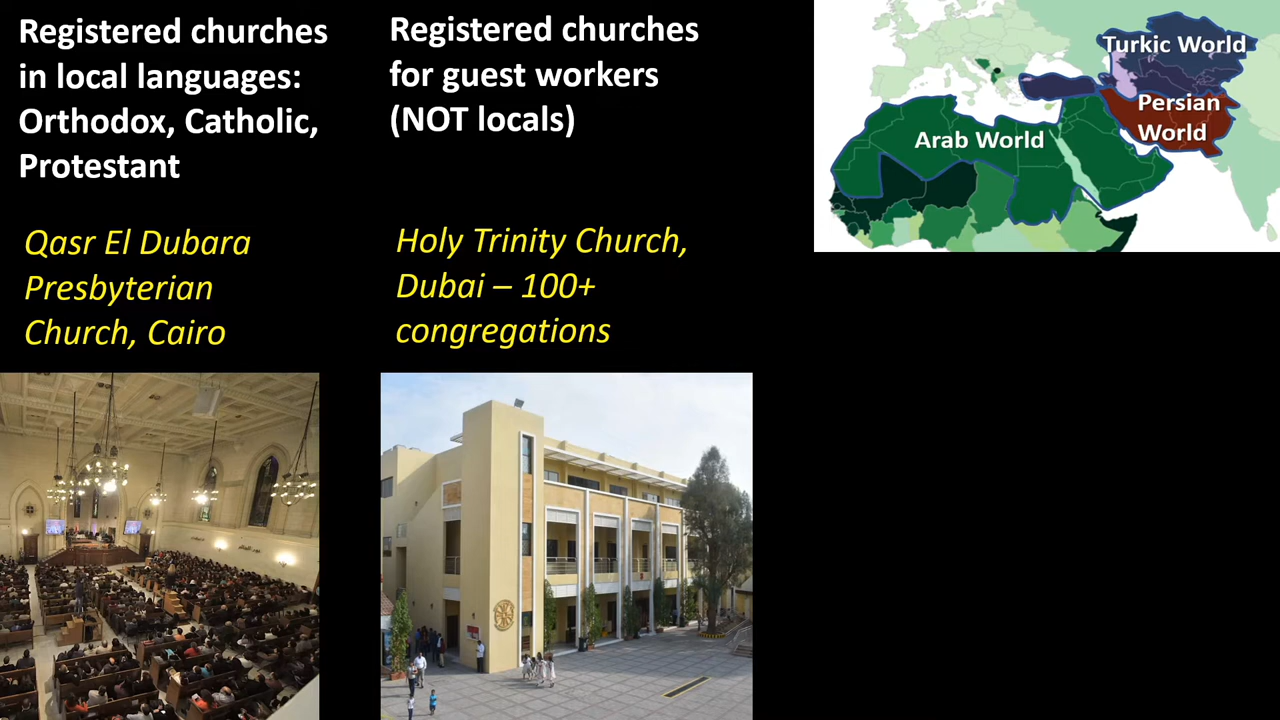 Registered churches
in local languages:
Orthodox, Catholic,
Protestant
Qasr El Dubara
Presbyterian
Church, Cairo
Registered churches
for guest workers
(NOT locals)
Holy Trinity Church,
Dubai – 100+
congregations
Turkic World
Persian
World
Arab World